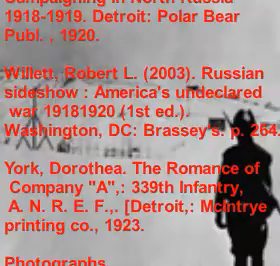 Campaigning in North Russia
1918-1919. Detroit: Polar Bear
Publ. , 1920.
Willett, Robert L. (2003). Russian
sideshow : America's undeclared
war 19181920 (1st ed.).
Washington, DC: Brassey's. p. 264.
York, Dorothea. The Romance of
Company "A",: 339th Infantry,
A. N. R. E. F.,. [Detroit,: McIntyre
printing co., 1923.
Photographs